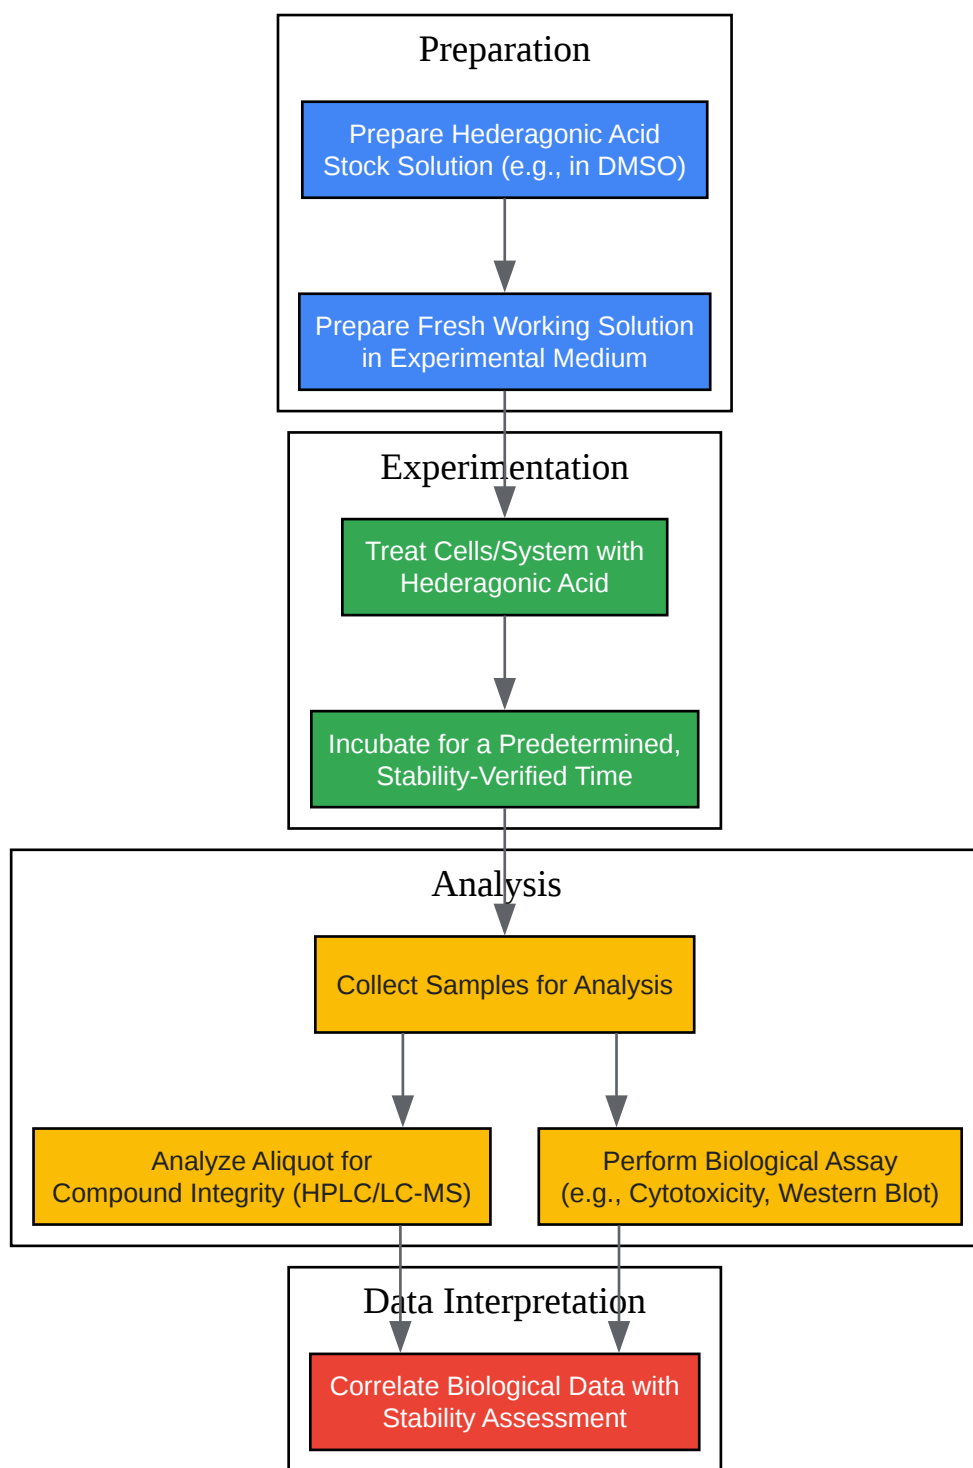 Preparation
Prepare Hederagonic Acid
Stock Solution (e.g., in DMSO)
Prepare Fresh Working Solution
in Experimental Medium
Experimentation
Treat Cells/System with
Hederagonic Acid
Incubate for a Predetermined,
Stability-Verified Time
Analysis
Collect Samples for Analysis
Analyze Aliquot for
Compound Integrity (HPLC/LC-MS)
Perform Biological Assay
(e.g., Cytotoxicity, Western Blot)
Data Interpretation
Correlate Biological Data with
Stability Assessment